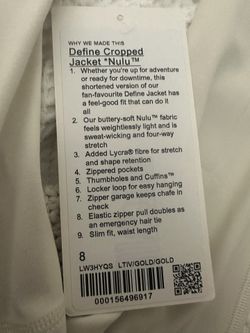 WHY WE MADE THIS
Define Cropped
Jacket *Nulu™
1. Whether you're up for adventure
or ready for downtime, this
shortened version of our
fan-favourite Define Jacket has
a feel-good fit that can do it
all
2. Our buttery-soft Nulu™ fabric
feels weightlessly light and is
sweat-wicking and four-way
stretch
3. Added Lycra® fibre for stretch
and shape retention
4. Zippered pockets
5. Thumbholes and Cuffins™
6. Locker loop for easy hanging
7. Zipper garage keeps chafe in
check
8. Elastic zipper pull doubles as
an emergency hair tie
9. Slim fit, waist length
8
LW3HYQS LTIV/GOLD/GOLD
000156496917